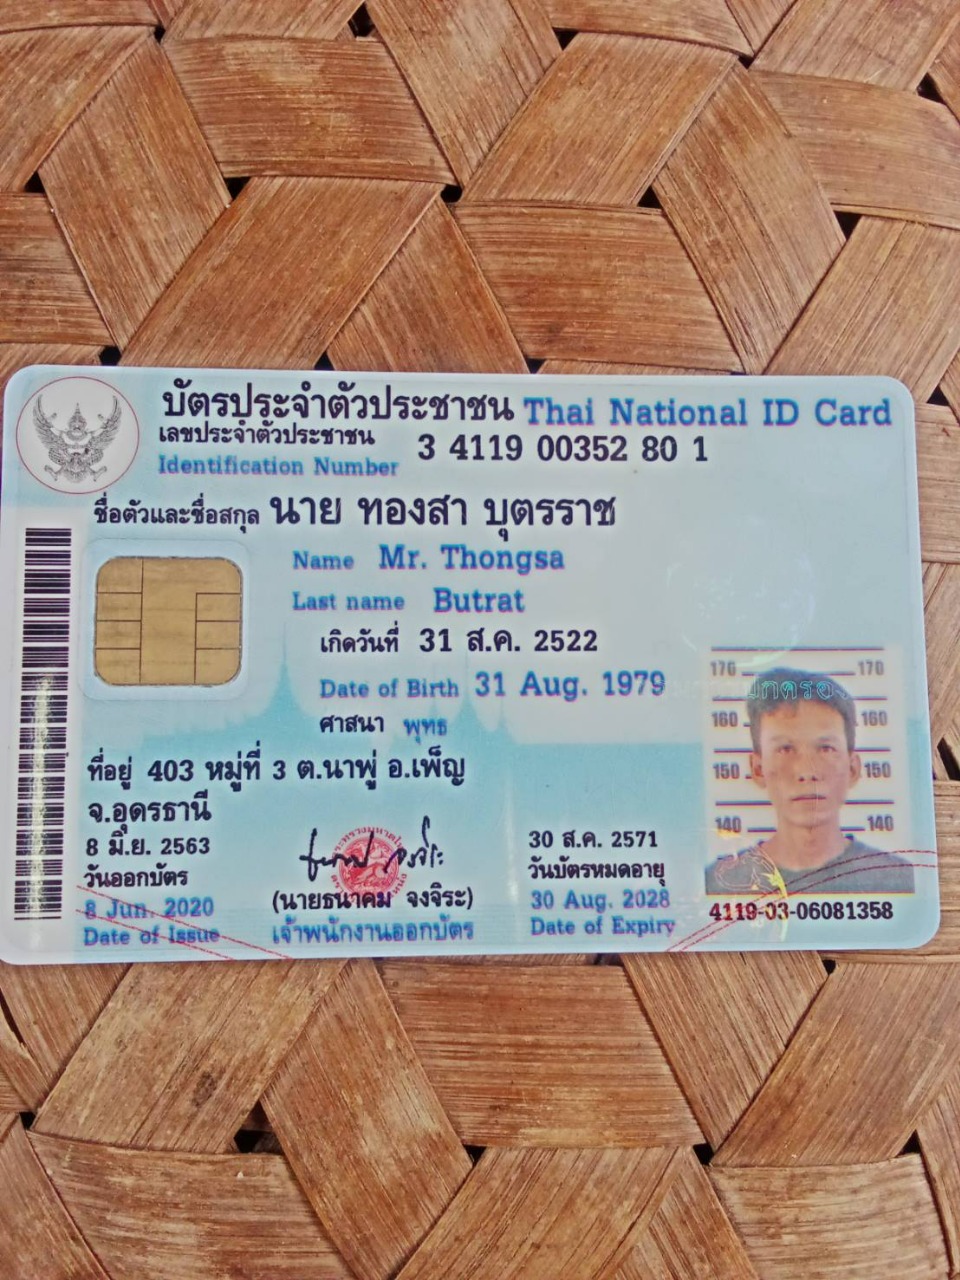 บัตรประจำตัวประชาชน Thai National ID Card
เลขประจำตัวประชาชน 3 4119 00352 80 1
Identification Number
ชื่อตัวและชื่อสกุล นาย ทองสา บุตรราช
Name Mr. Thongsa
Last name Butrat
เกิดวันที่ 31 ส.ค. 2522
Date of Birth 31 Aug. 1979
ศาสนา พุทธ
ที่อยู่ 403 หมู่ที่ 3 ต.นาพู่ อ.เพ็ญ
จ.อุดรธานี
8 มิ.ย. 2563
วันออกบัตร
8 Jun. 2020
Date of Issue
(นายธนาคม จงจิระ)
เจ้าพนักงานออกบัตร
30 ส.ค. 2571
วันบัตรหมดอายุ
30 Aug. 2028
Date of Expiry
170 170
160 160
150 150
140 140
4119-03-06081358